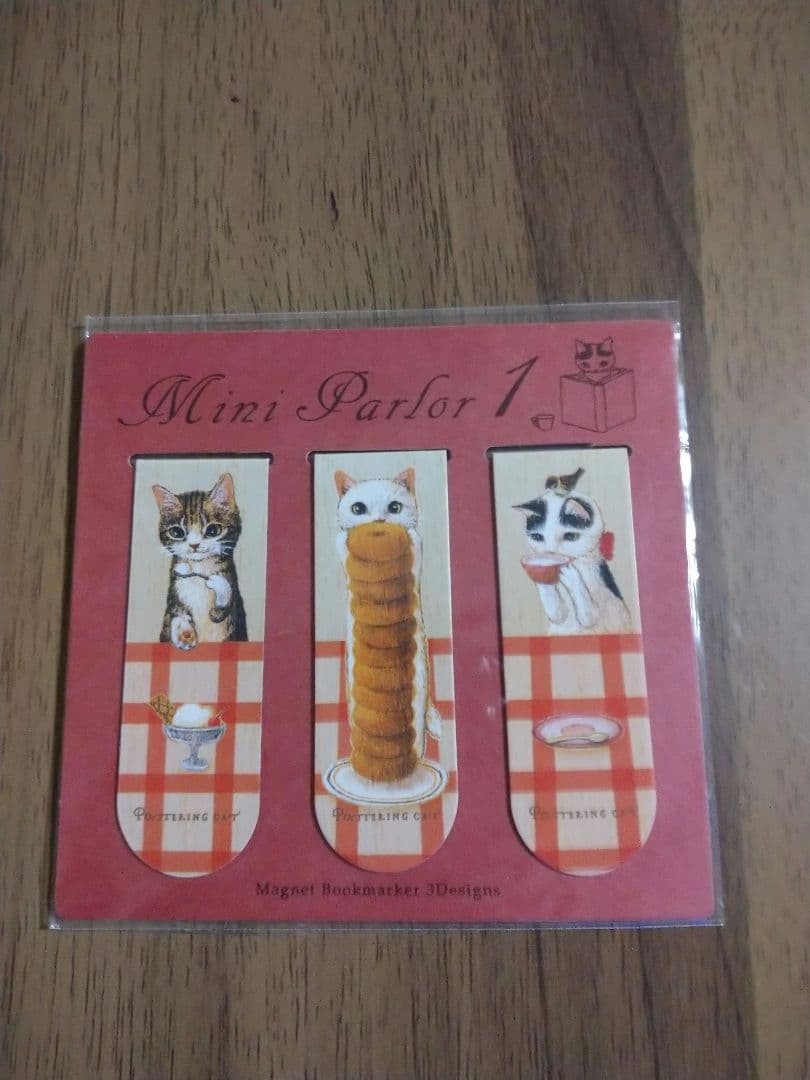 Mini Parlor 1
POTTERING CAT
POTTERING CAT
POTTERING CAT
Magnet Bookmarker 3Designs